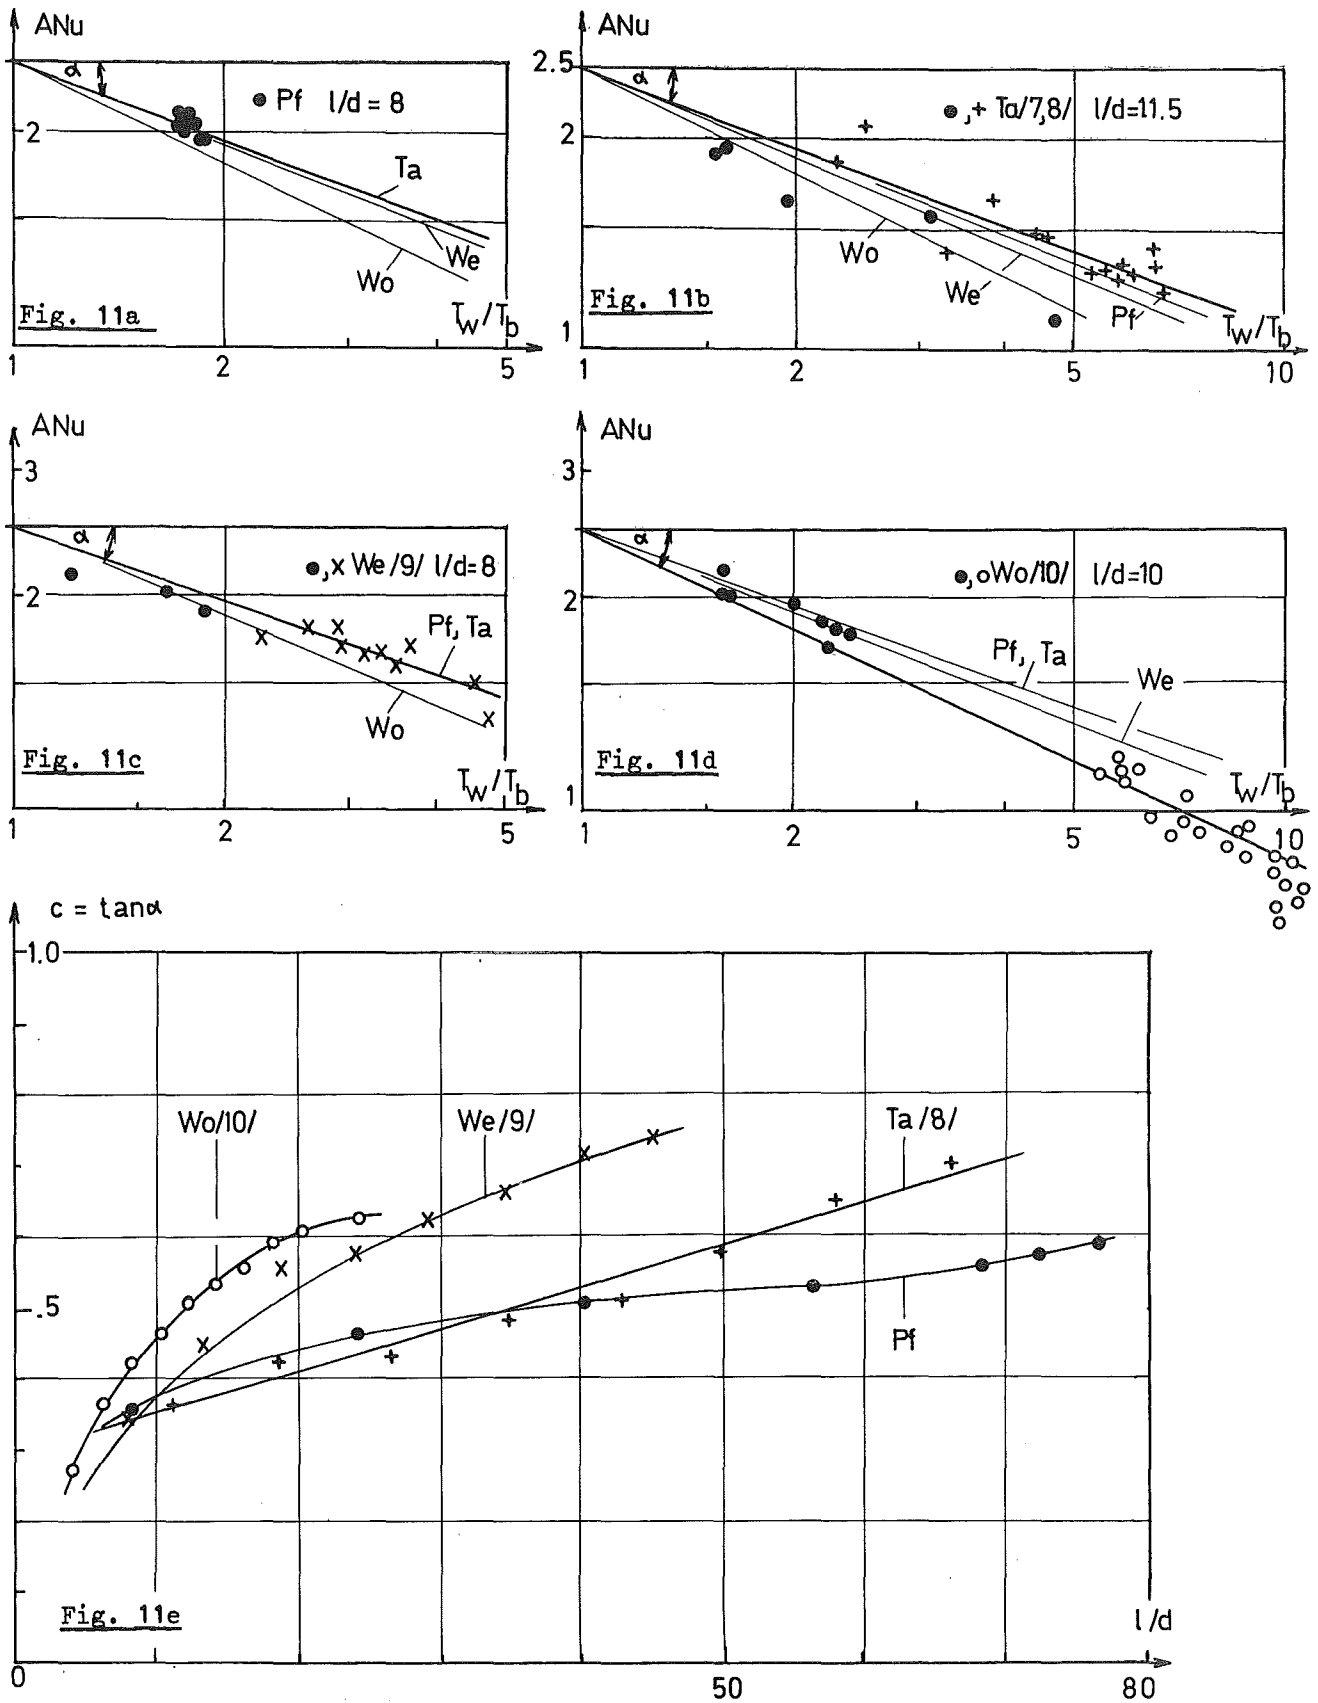 ANu
α
● Pf l/d = 8
2
Ta
We
Wo
Fig. 11a
Tw/Tb
1 2 5
ANu
2.5
α
●,+ Ta/7,8/ l/d=11.5
2
Wo
We
Pf
Fig. 11b
Tw/Tb
1
1 2 5 10
ANu
3
α
●,x We/9/ l/d=8
2
Pf, Ta
Wo
Fig. 11c
Tw/Tb
1 2 5
ANu
3
α
●,o Wo/10/ l/d=10
2
Pf, Ta
We
Fig. 11d
Tw/Tb
1
1 2 5 10
c = tanα
1.0
Wo/10/
We/9/
Ta/8/
.5
Pf
Fig. 11e
l/d
0 50 80